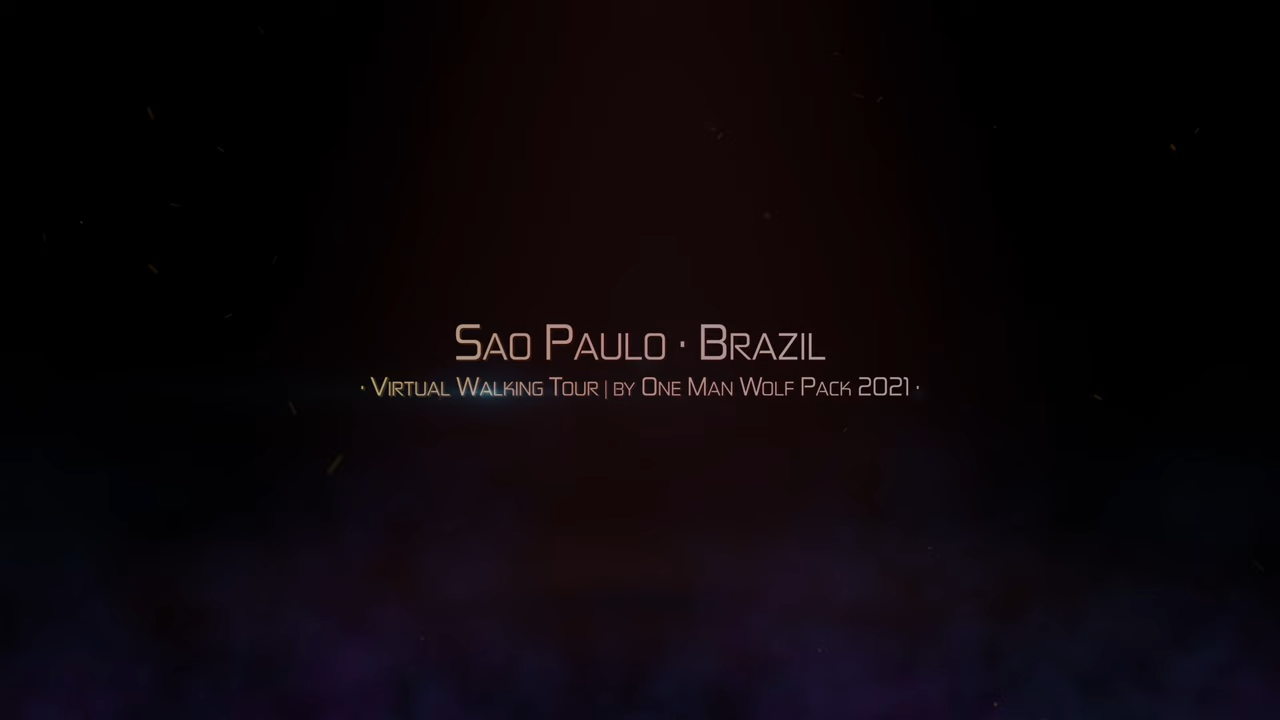 Sao Paulo · Brazil
· Virtual Walking Tour | by One Man Wolf Pack 2021 ·